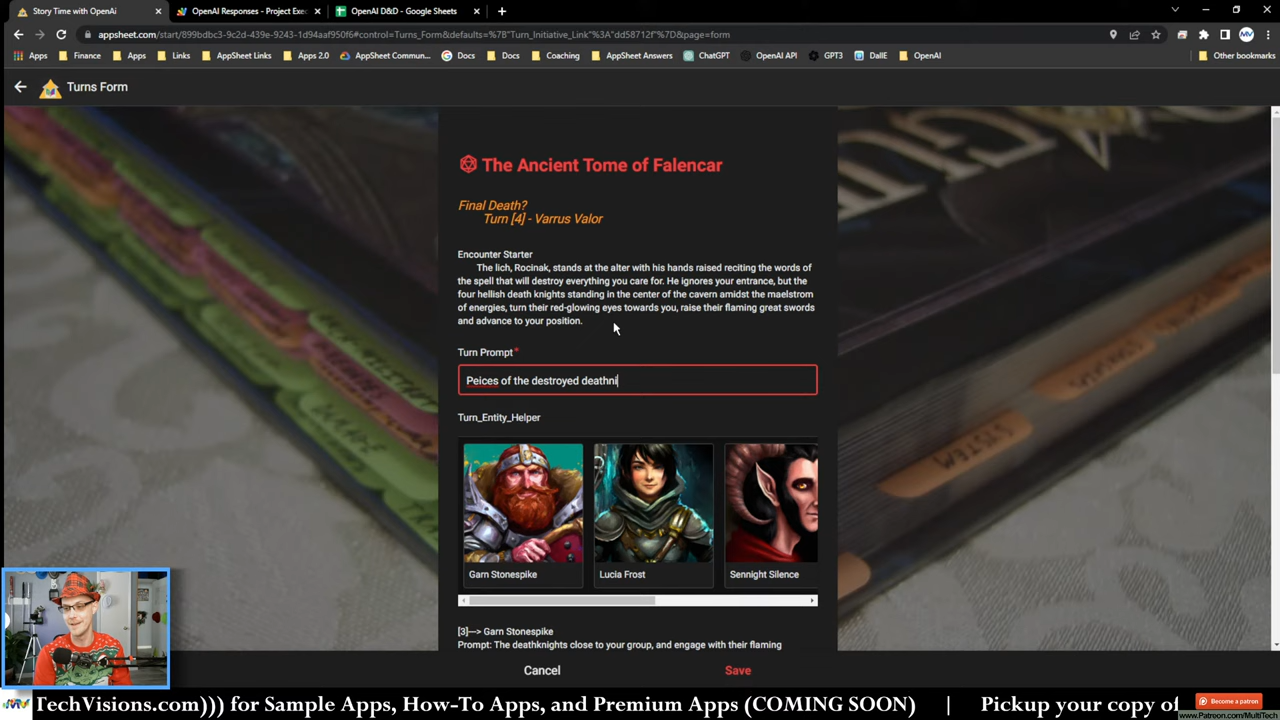 Story Time with OpenAi
OpenAI Responses - Project Exec
OpenAI D&D - Google Sheets
appsheet.com/start/899bdbc3-9c2d-439e-9243-1d94aaf950f6#control=Turns_Form&defaults=%7B"Turn_Initiative_Link"%3A"dd58712f"%7D&page=form
Apps Finance Apps Links AppSheet Links Apps 2.0 AppSheet Commun... Docs Docs Coaching AppSheet Answers ChatGPT OpenAI API GPT3 DallE OpenAI Other bookmarks
Turns Form
The Ancient Tome of Falencar
Final Death?
Turn [4] - Varrus Valor
Encounter Starter
The lich, Rocinak, stands at the alter with his hands raised reciting the words of
the spell that will destroy everything you care for. He ignores your entrance, but the
four hellish death knights standing in the center of the cavern amidst the maelstrom
of energies, turn their red-glowing eyes towards you, raise their flaming great swords
and advance to your position.
Turn Prompt*
Peices of the destroyed deathni
Turn_Entity_Helper
Garn Stonespike
Lucia Frost
Sennight Silence
[3]—> Garn Stonespike
Prompt: The deathknights close to your group, and engage with their flaming
Cancel
Save
TechVisions.com))) for Sample Apps, How-To Apps, and Premium Apps (COMING SOON) | Pickup your copy of
Become a patron
www.Patreon.com/MultiTech
SYSTEM